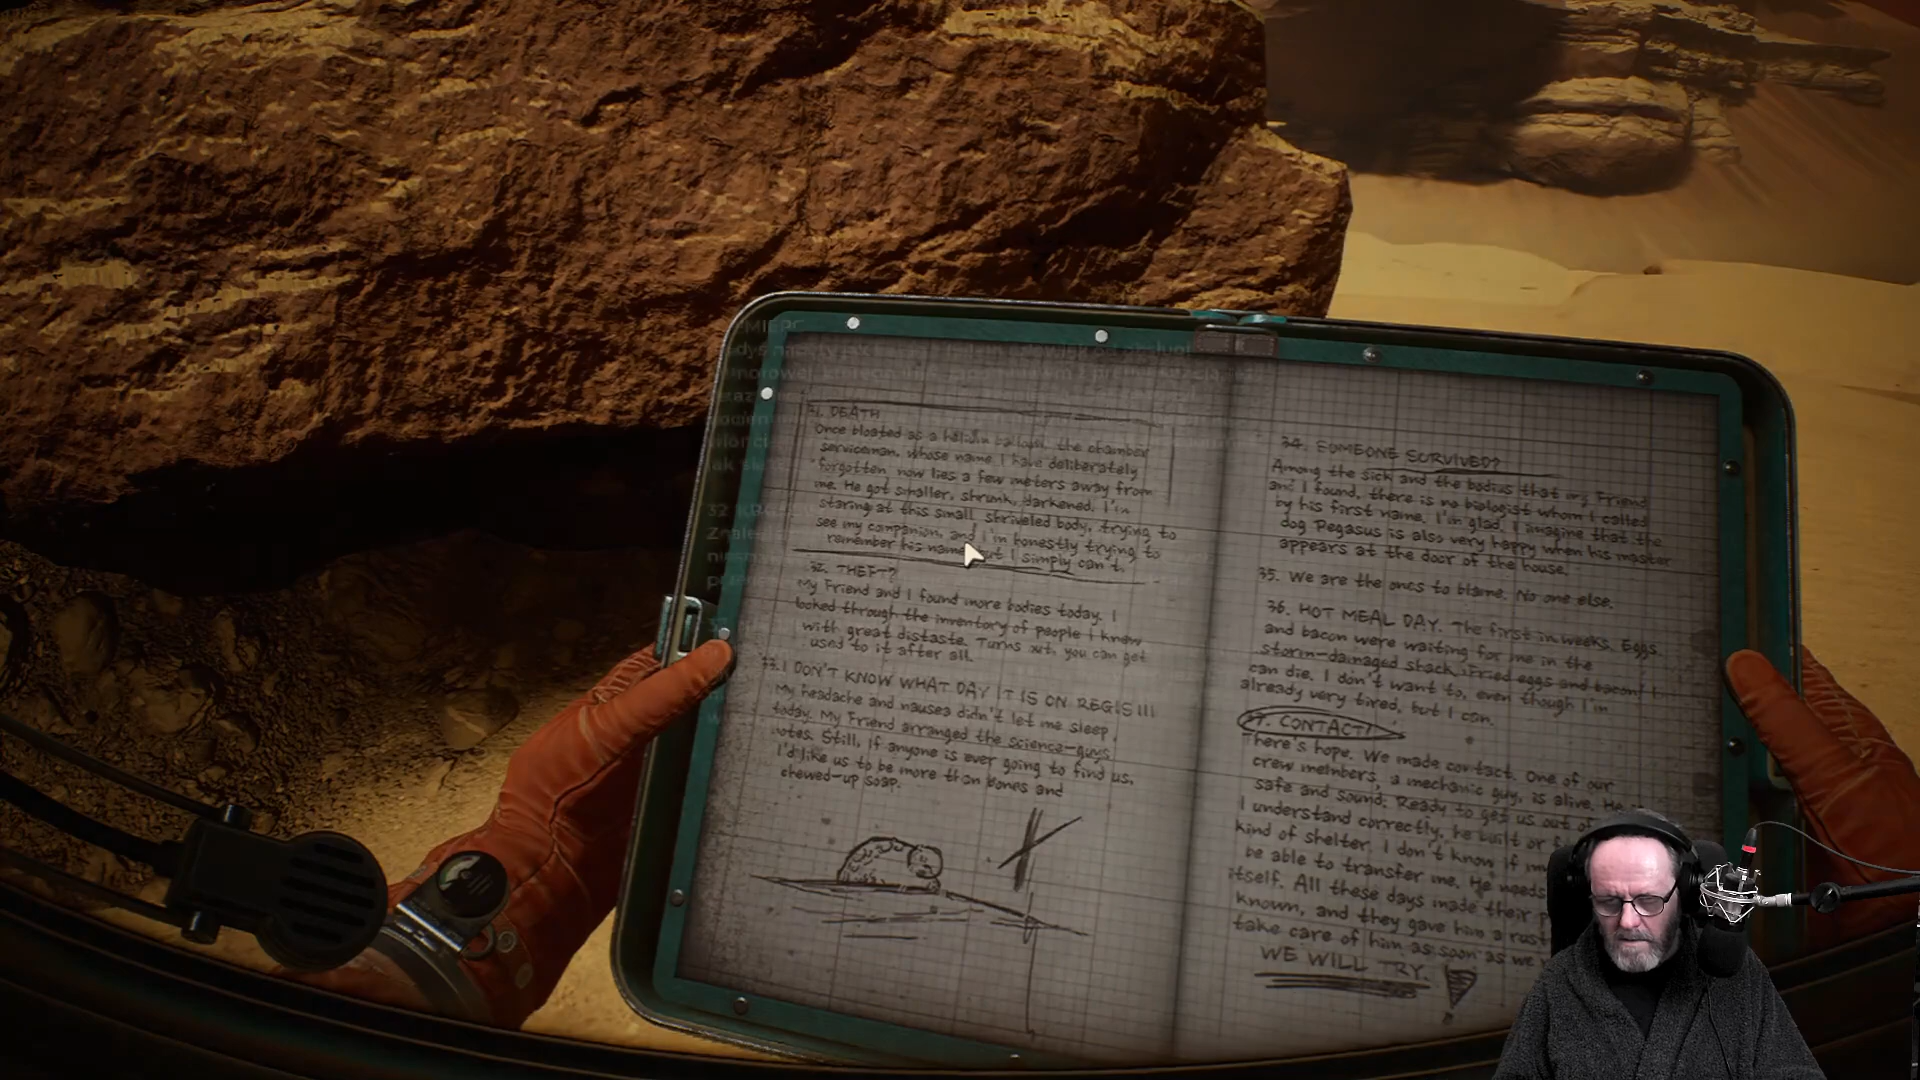 31. DEATH
Once bloated as a helium balloon, the chamber
serviceman, whose name I have deliberately
forgotten now lies a few meters away from
me. He got smaller, shrunk, darkened. I'm
staring at this small, shriveled body, trying to
see my companion, and I'm honestly trying to
remember his name, but I simply can't.
32. THEFT?
My Friend and I found more bodies today. I
looked through the inventory of people I knew
with great distaste. Turns out, you can get
used to it after all.
33. I DON'T KNOW WHAT DAY IT IS ON REGIS III
My headache and nausea didn't let me sleep
today. My Friend arranged the science-guys
notes. Still, if anyone is ever going to find us,
I'd like us to be more than bones and
chewed-up soap.
34. SOMEONE SURVIVED?
Among the sick and the bodies that my Friend
and I found, there is no biologist whom I called
by his first name. I'm glad. I imagine that the
dog Pegasus is also very happy when his master
appears at the door of the house.
35. We are the ones to blame. No one else.
36. HOT MEAL DAY. The first in weeks. Eggs
and bacon were waiting for me in the
storm-damaged shack. Fried eggs and bacon! I
can die. I don't want to, even though I'm
already very tired, but I can.
37. CONTACT!
There's hope. We made contact. One of our
crew members, a mechanic guy, is alive. He
safe and sound. Ready to get us out of
I understand correctly, he built or
kind of shelter. I don't know if
be able to transfer me. He needs
itself. All these days made their
known, and they gave him a
take care of him as soon as we
WE WILL TRY.